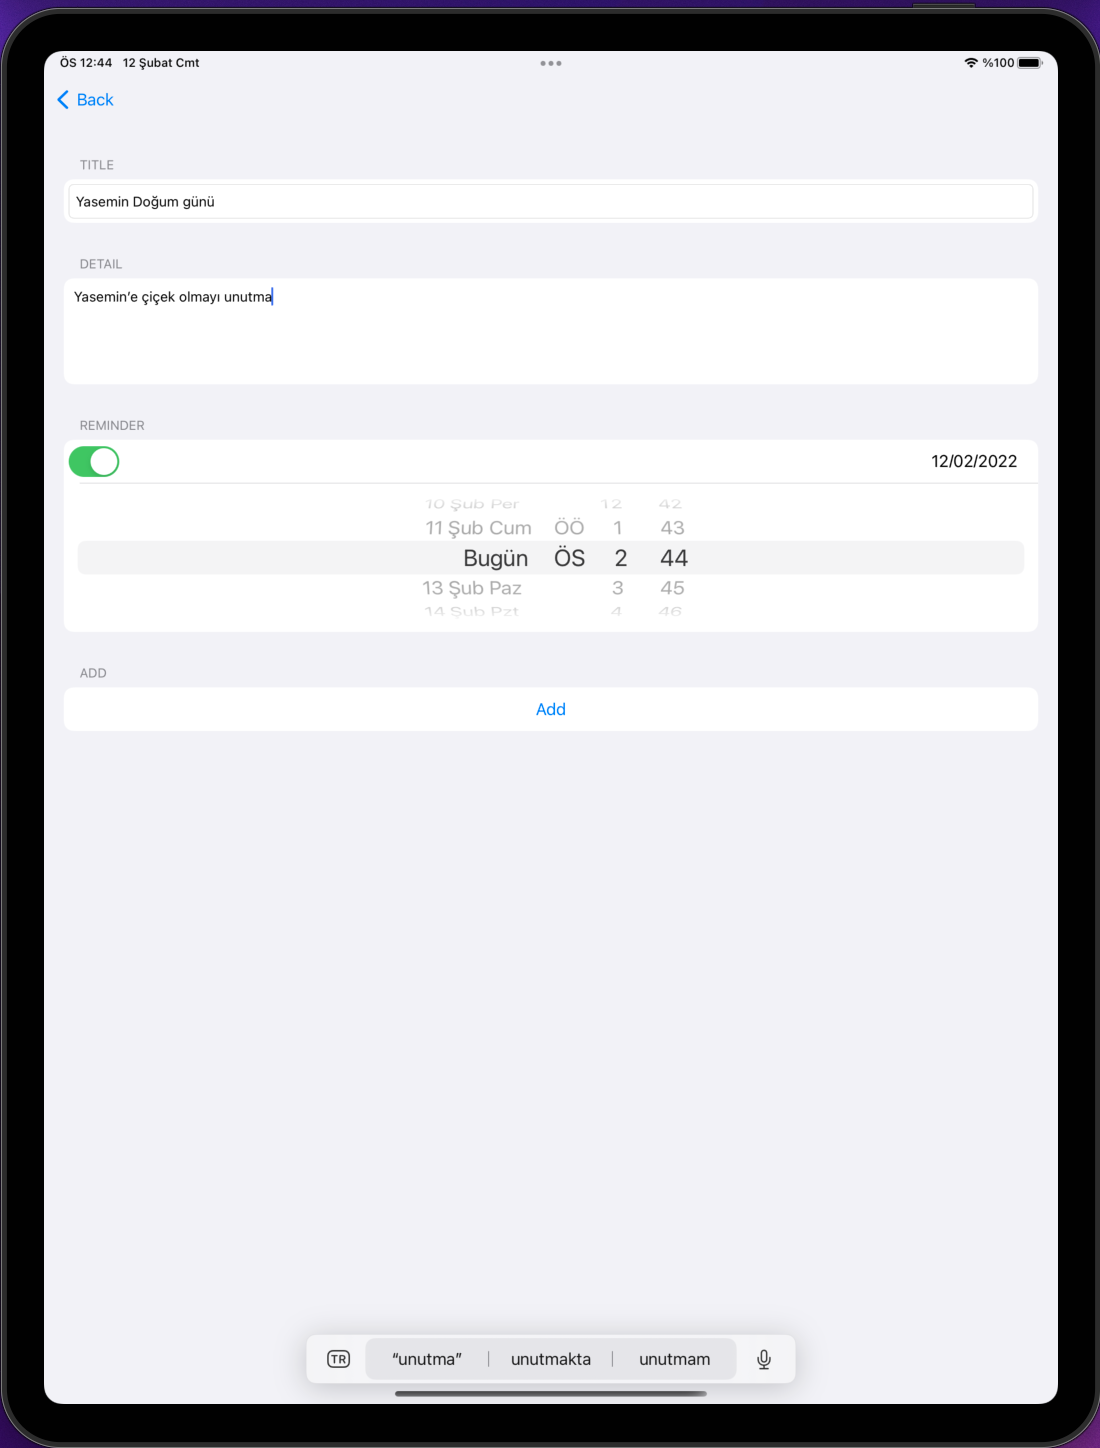 ÖS 12:44 12 Şubat Cmt %100
Back
TITLE
Yasemin Doğum günü
DETAIL
Yasemin’e çiçek olmayı unutma
REMINDER
12/02/2022
10 Şub Per 12 42
11 Şub Cum ÖÖ 1 43
Bugün ÖS 2 44
13 Şub Paz 3 45
14 Şub Pzt 4 46
ADD
Add
TR “unutma” unutmakta unutmam